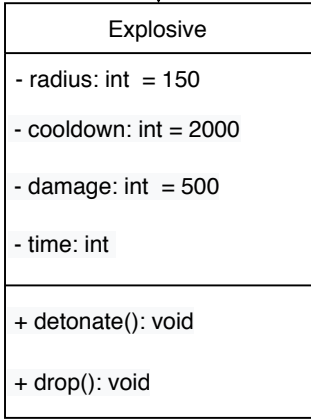 Explosive
- radius: int = 150
- cooldown: int = 2000
- damage: int = 500
- time: int
+ detonate(): void
+ drop(): void